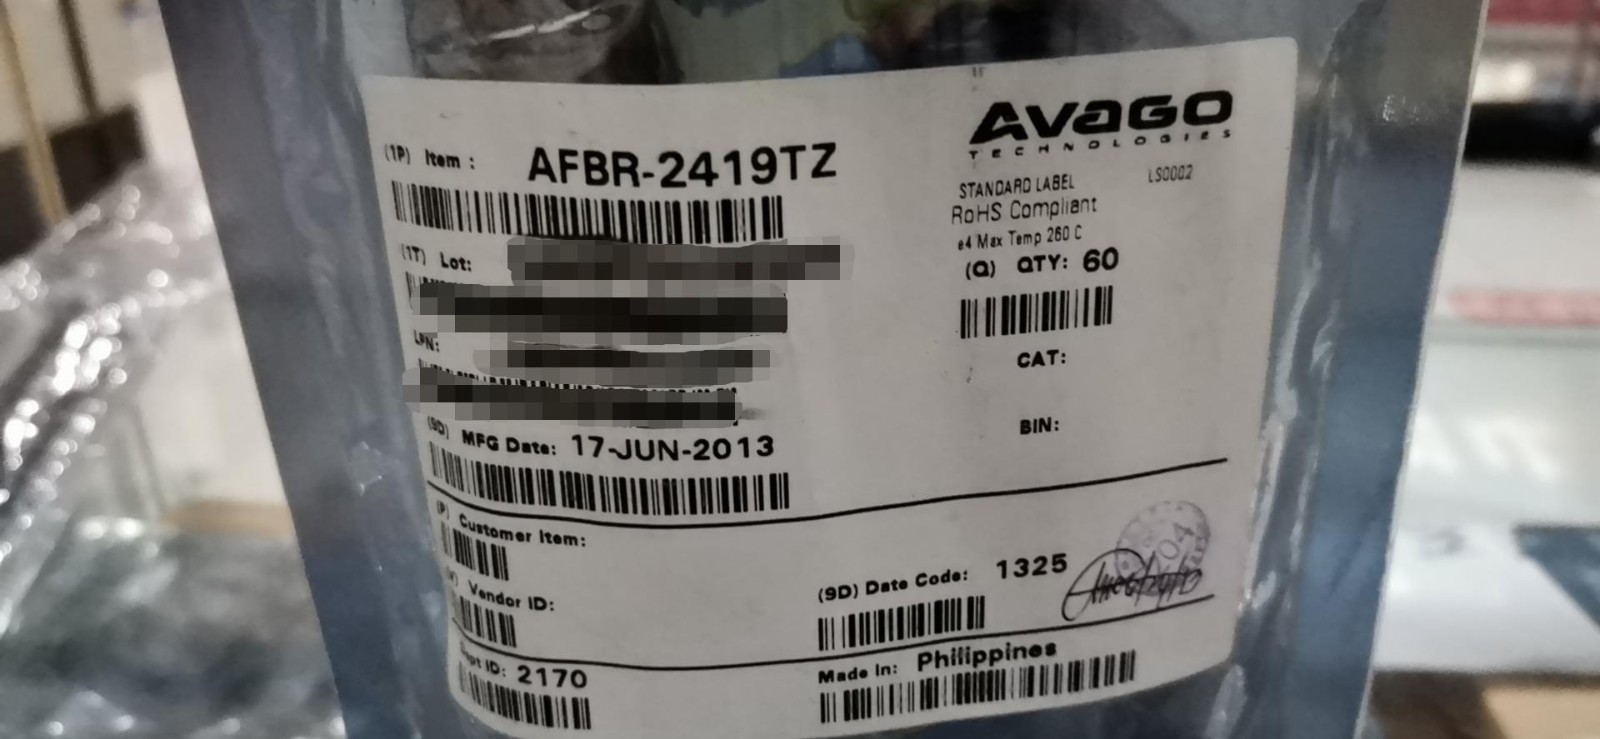 AVAGO
TECHNOLOGIES
(1P) Item : AFBR-2419TZ
STANDARD LABEL LS0002
RoHS Compliant
e4 Max Temp 260 C
(1T) Lot:
(Q) QTY: 60
LPN:
CAT:
BIN:
(9D) MFG Date: 17-JUN-2013
(P) Customer Item:
(V) Vendor ID:
(9D) Date Code: 1325
ID: 2170
Made In: Philippines